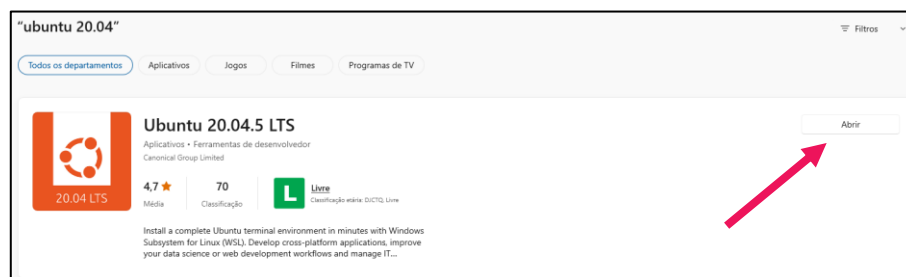 “ubuntu 20.04”
Filtros
Todos os departamentos
Aplicativos
Jogos
Filmes
Programas de TV
Ubuntu 20.04.5 LTS
Abrir
Aplicativos • Ferramentas de desenvolvedor
Canonical Group Limited
4,7 ★
70
L
Livre
Média
Classificação
Classificação etária: DJCTQ, Livre
20.04 LTS
Install a complete Ubuntu terminal environment in minutes with Windows
Subsystem for Linux (WSL). Develop cross-platform applications, improve
your data science or web development workflows and manage IT...